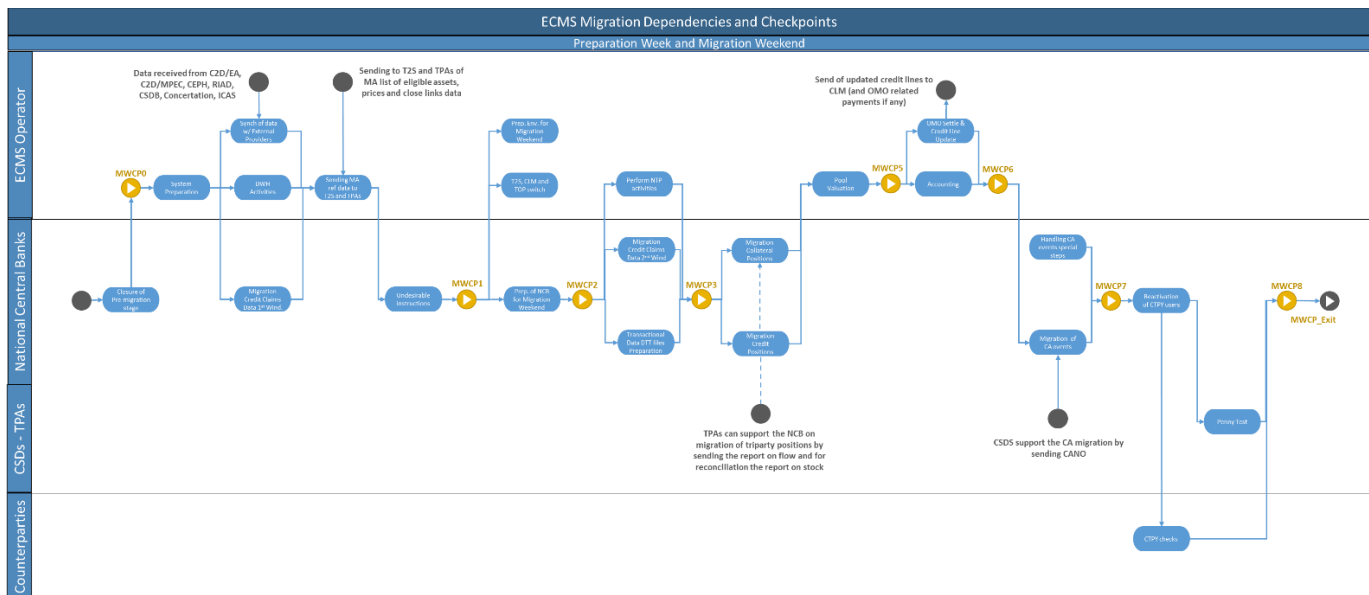 ECMS Migration Dependencies and Checkpoints
Preparation Week and Migration Weekend
ECMS Operator
Data received from C2D/EA,
C2D/MPEC, CEPH, RIAD,
CSDB, Concertation, ICAS
Sending to T2S and TPAs of
MA list of eligible assets,
prices and close links data
Send of updated credit lines to
CLM (and OMO related
payments if any)
w/ External
Providers
Prep. Env. for
Migration
Weekend
OMO Settle &
Credit Line
Update
MWCP0
System
Preparation
DWH
Activities
Sending MA
ref data to
T2S and TPAs
T2S, CLM and
TOP switch
Perform NTP
activities
Pool
Valuation
MWCP5
Accounting
MWCP6
National Central Banks
Closure of
Pre-migration
stage
Migration
Credit Claims
Data 1st Wind.
Undesirable
Instructions
MWCP1
Prep. of NCB
for Migration
Weekend
MWCP2
Migration
Credit Claims
Data 2nd Wind
Transactional
Data DTT files
Preparation
MWCP3
Migration
Collateral
Positions
Migration
Credit
Positions
Handling CA
events special
steps
Migration of
CA events
MWCP7
Reactivation
of CTPY users
MWCP8
MWCP_Exit
CSDs - TPAs
TPAs can support the NCB on
migration of triparty positions by
sending the report on flow and for
reconciliation the report on stock
CSDS support the CA migration by
sending CANO
Penny Test
Counterparties
CTPY checks